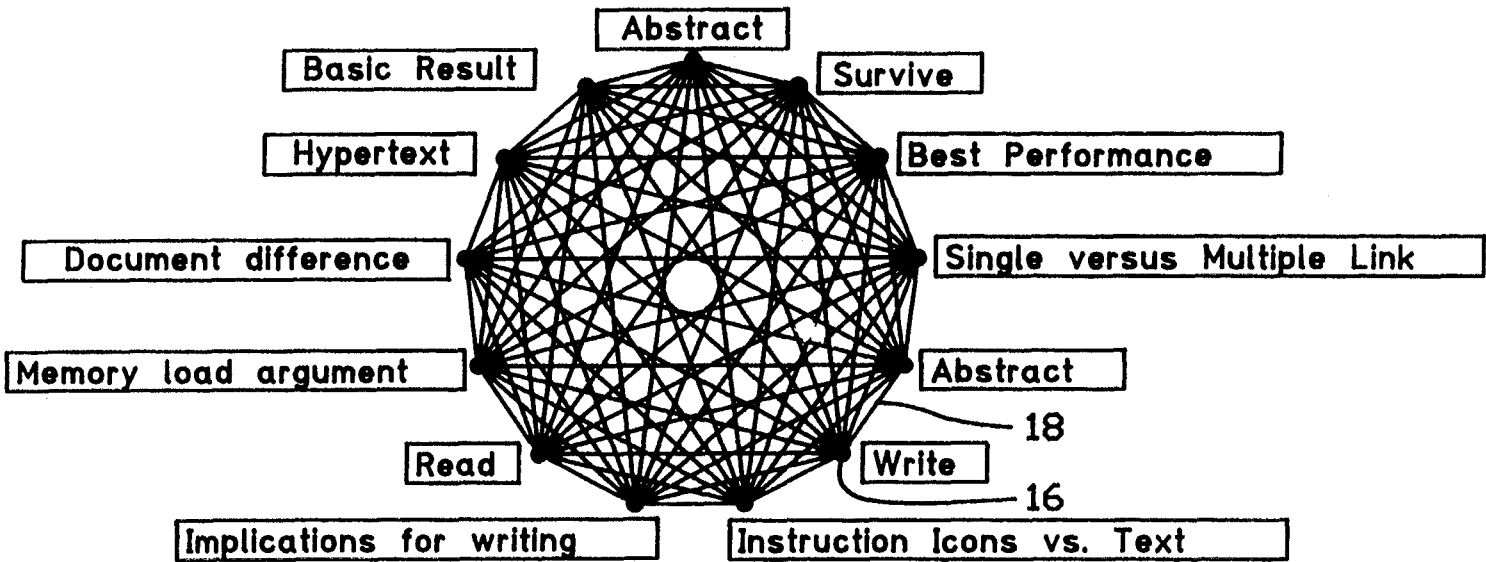 Abstract
Basic Result
Survive
Hypertext
Best Performance
Document difference
Single versus Multiple Link
Memory load argument
Abstract
18
Read
Write
16
Implications for writing
Instruction Icons vs. Text